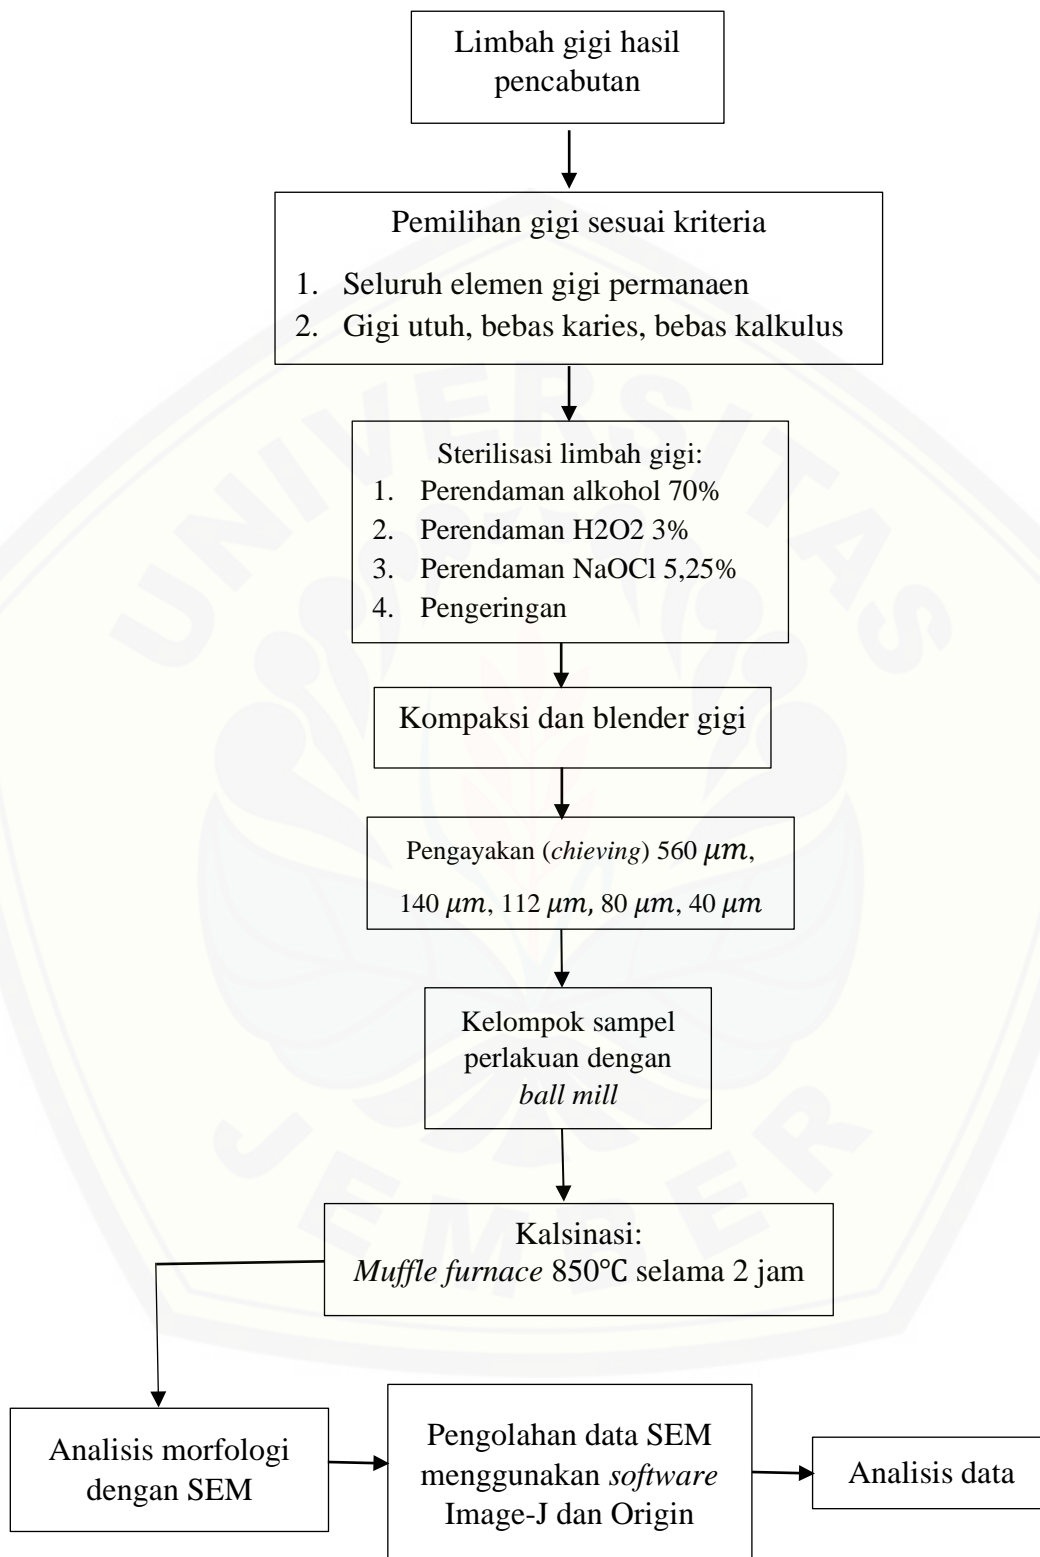 Limbah gigi hasil
pencabutan
Pemilihan gigi sesuai kriteria
1. Seluruh elemen gigi permanaen
2. Gigi utuh, bebas karies, bebas kalkulus
Sterilisasi limbah gigi:
1. Perendaman alkohol 70%
2. Perendaman H2O2 3%
3. Perendaman NaOCl 5,25%
4. Pengeringan
Kompaksi dan blender gigi
Pengayakan (chieving) 560 μm,
140 μm, 112 μm, 80 μm, 40 μm
Kelompok sampel
perlakuan dengan
ball mill
Kalsinasi:
Muffle furnace 850℃ selama 2 jam
Analisis morfologi
dengan SEM
Pengolahan data SEM
menggunakan software
Image-J dan Origin
Analisis data
UNIVERSITAS
JEMBER